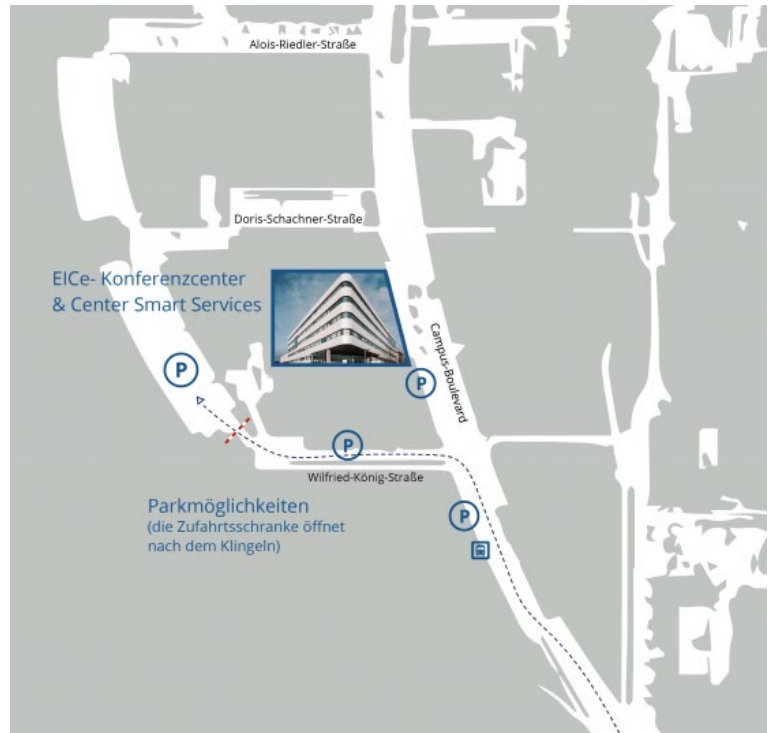 Alois-Riedler-Straße
Doris-Schachner-Straße
EICe- Konferenzcenter
& Center Smart Services
Campus-Boulevard
P
P
P
Wilfried-König-Straße
Parkmöglichkeiten
(die Zufahrtsschranke öffnet
nach dem Klingeln)
P